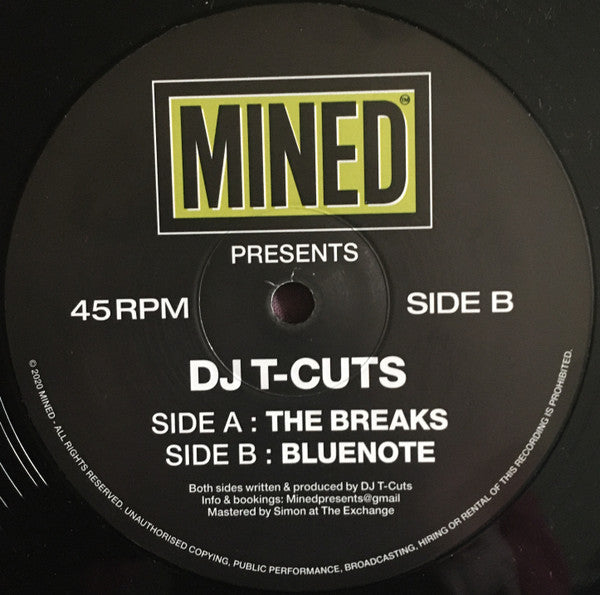 MINED™
PRESENTS
45 RPM
SIDE B
DJ T-CUTS
SIDE A : THE BREAKS
SIDE B : BLUENOTE
Both sides written & produced by DJ T-Cuts
Info & bookings: Minedpresents@gmail
Mastered by Simon at The Exchange
© 2020 MINED - ALL RIGHTS RESERVED. UNAUTHORISED COPYING, PUBLIC PERFORMANCE, BROADCASTING, HIRING OR RENTAL OF THIS RECORDING IS PROHIBITED.